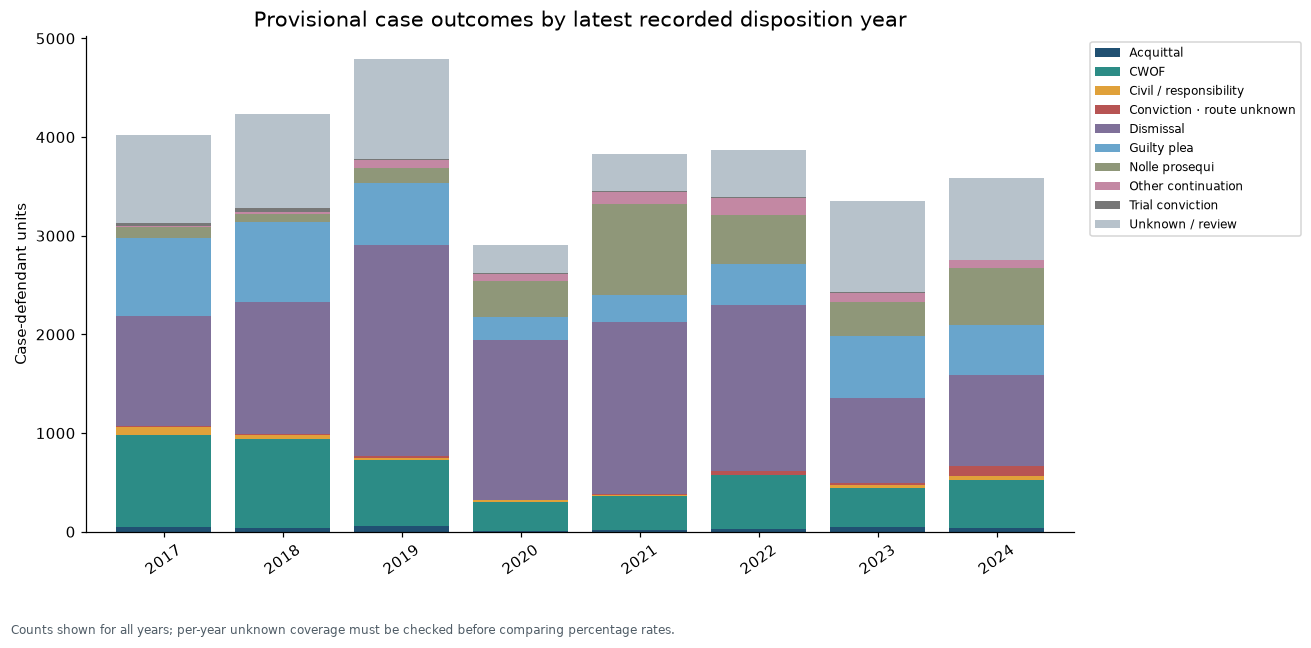 Provisional case outcomes by latest recorded disposition year
Case-defendant units
5000
4000
3000
2000
1000
0
2017
2018
2019
2020
2021
2022
2023
2024
Acquittal
CWOF
Civil / responsibility
Conviction · route unknown
Dismissal
Guilty plea
Nolle prosequi
Other continuation
Trial conviction
Unknown / review
Counts shown for all years; per-year unknown coverage must be checked before comparing percentage rates.